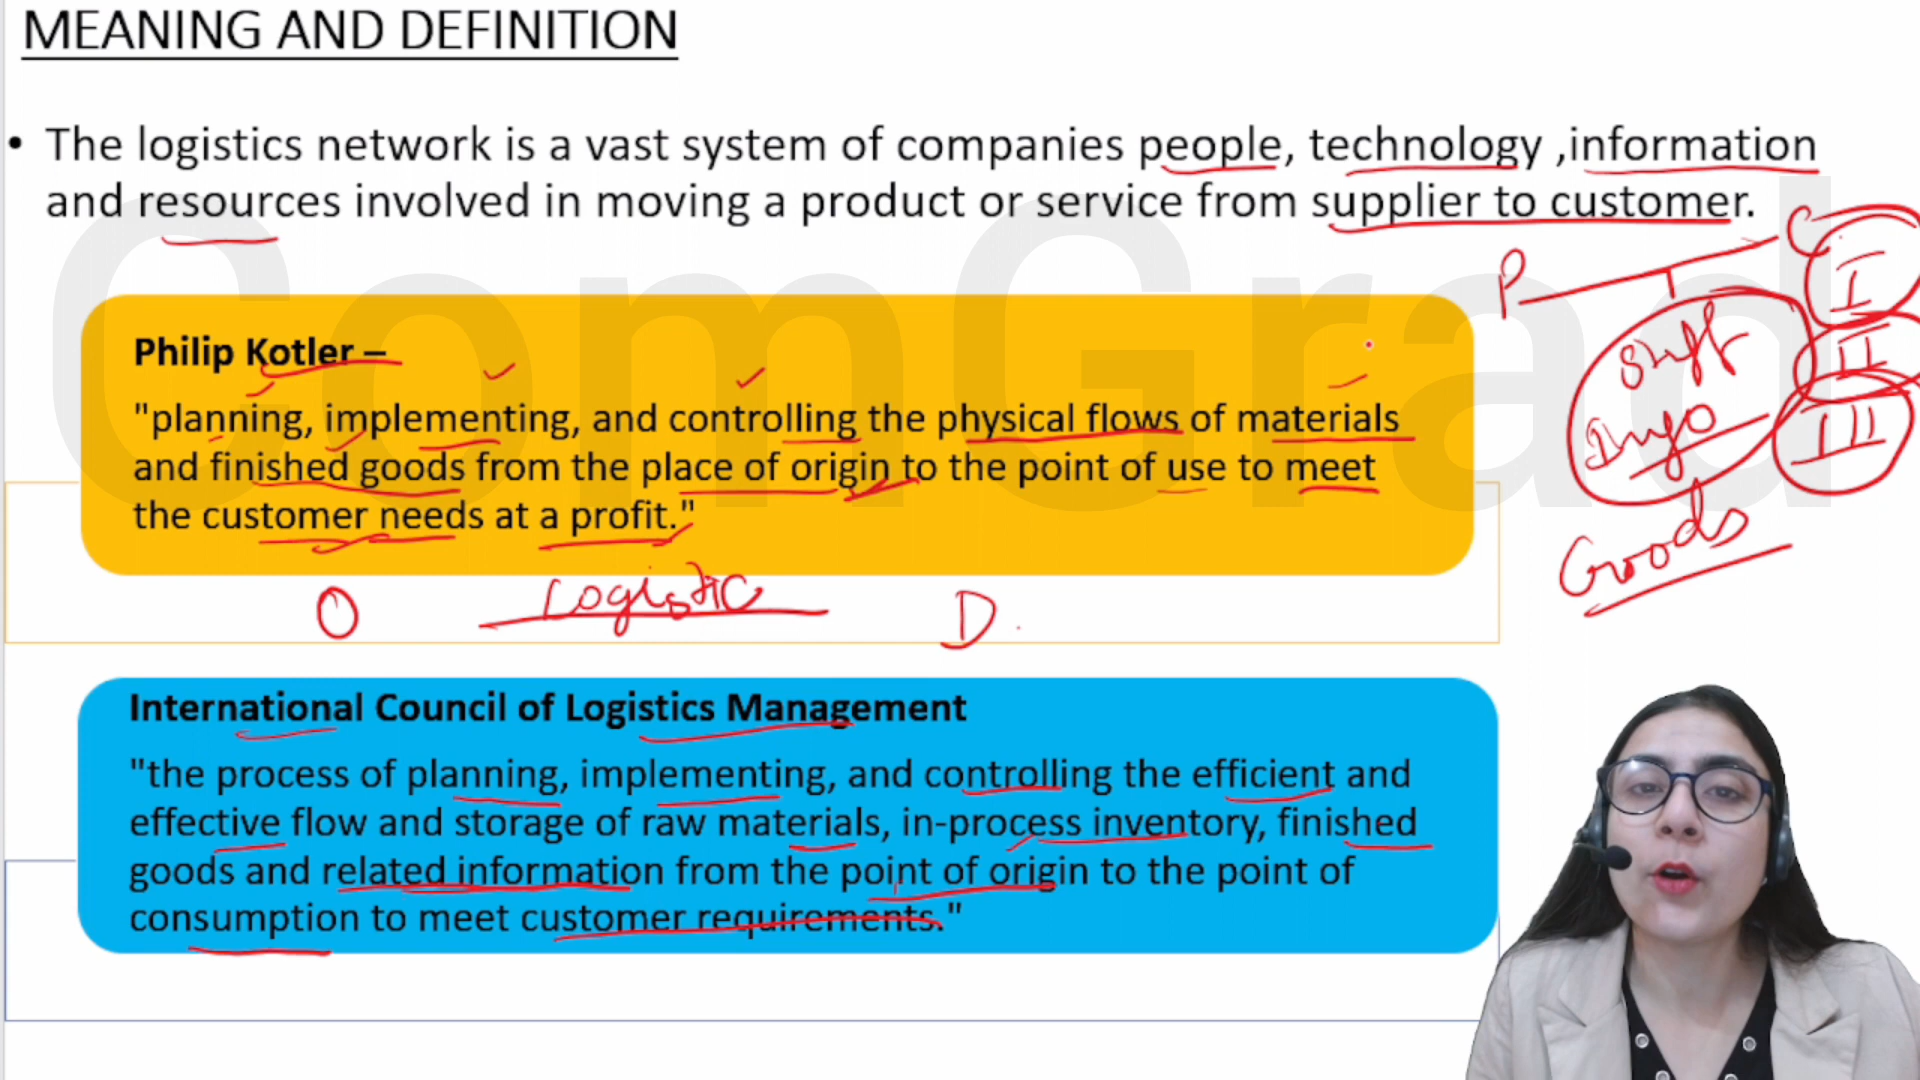 MEANING AND DEFINITION
• The logistics network is a vast system of companies people, technology ,information
and resources involved in moving a product or service from supplier to customer.
ComGrad
P
C
I
II
III
Staff
Info
Goods
Philip Kotler –
"planning, implementing, and controlling the physical flows of materials
and finished goods from the place of origin to the point of use to meet
the customer needs at a profit."
O Logistic D
International Council of Logistics Management
"the process of planning, implementing, and controlling the efficient and
effective flow and storage of raw materials, in-process inventory, finished
goods and related information from the point of origin to the point of
consumption to meet customer requirements."